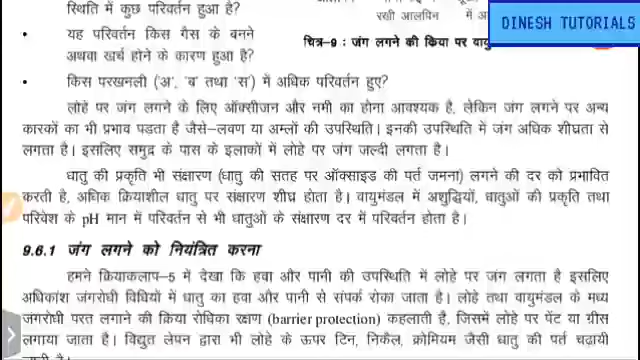 स्थिति में कुछ परिवर्तन हुआ है?
रखी आलपिन
में अ
DINESH TUTORIALS
• यह परिवर्तन किस गैस के बनने
अथवा खर्च होने के कारण हुआ है?
चित्र–9 : जंग लगने की क्रिया पर वायु
• किस परखनली ('अ', 'ब' तथा 'स') में अधिक परिवर्तन हुए?
लोहे पर जंग लगने के लिए ऑक्सीजन और नमी का होना आवश्यक है, लेकिन जंग लगने पर अन्य
कारकों का भी प्रभाव पड़ता है जैसे–लवण या अम्लों की उपस्थिति। इनकी उपस्थिति में जंग अधिक शीघ्रता से
लगता है। इसलिए समुद्र के पास के इलाकों में लोहे पर जंग जल्दी लगता है।
धातु की प्रकृति भी संक्षारण (धातु की सतह पर ऑक्साइड की पर्त जमना) लगने की दर को प्रभावित
करती है, अधिक क्रियाशील धातु पर संक्षारण शीघ्र होता है। वायुमंडल में अशुद्धियों, धातुओं की प्रकृति तथा
परिवेश के pH मान में परिवर्तन से भी धातुओं के संक्षारण दर में परिवर्तन होता है।
9.6.1 जंग लगने को नियंत्रित करना
हमने क्रियाकलाप–5 में देखा कि हवा और पानी की उपस्थिति में लोहे पर जंग लगता है इसलिए
अधिकांश जंगरोधी विधियों में धातु का हवा और पानी से संपर्क रोका जाता है। लोहे तथा वायुमंडल के मध्य
जंगरोधी परत लगाने की क्रिया रोधिका रक्षण (barrier protection) कहलाती है, जिसमें लोहे पर पेंट या ग्रीस
लगाया जाता है। विद्युत लेपन द्वारा भी लोहे के ऊपर टिन, निकैल, क्रोमियम जैसी धातु की पर्त चढ़ायी